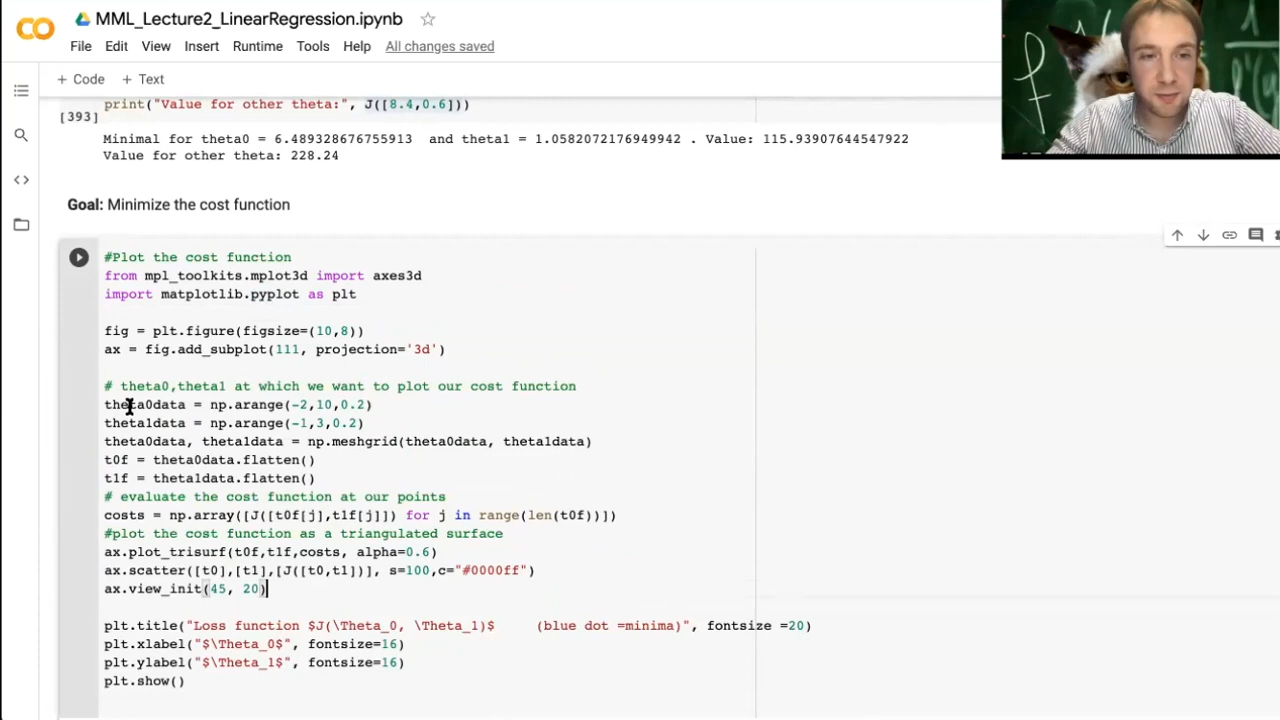 MML_Lecture2_LinearRegression.ipynb
File Edit View Insert Runtime Tools Help All changes saved
+ Code + Text
print("Value for other theta:", J([8.4,0.6]))
[393]
Minimal for theta0 = 6.489328676755913 and theta1 = 1.0582072176949942 . Value: 115.93907644547922
Value for other theta: 228.24
Goal: Minimize the cost function
#Plot the cost function
from mpl_toolkits.mplot3d import axes3d
import matplotlib.pyplot as plt
fig = plt.figure(figsize=(10,8))
ax = fig.add_subplot(111, projection='3d')
# theta0,theta1 at which we want to plot our cost function
theta0data = np.arange(-2,10,0.2)
theta1data = np.arange(-1,3,0.2)
theta0data, theta1data = np.meshgrid(theta0data, theta1data)
t0f = theta0data.flatten()
t1f = theta1data.flatten()
# evaluate the cost function at our points
costs = np.array([J([t0f[j],t1f[j]]) for j in range(len(t0f))])
#plot the cost function as a triangulated surface
ax.plot_trisurf(t0f,t1f,costs, alpha=0.6)
ax.scatter([t0],[t1],[J([t0,t1])], s=100,c="#0000ff")
ax.view_init(45, 20)
plt.title("Loss function $J(\Theta_0, \Theta_1)$ (blue dot =minima)", fontsize =20)
plt.xlabel("$\Theta_0$", fontsize=16)
plt.ylabel("$\Theta_1$", fontsize=16)
plt.show()